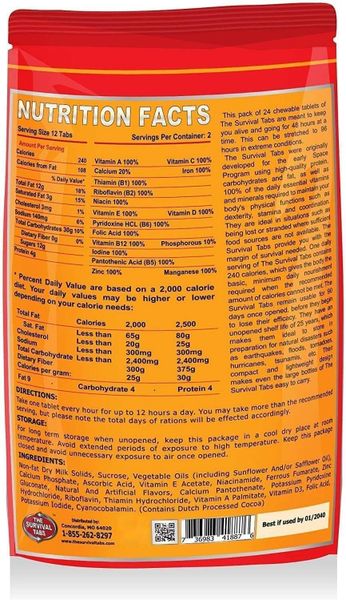 NUTRITION FACTS
Serving Size 12 Tabs Servings Per Container: 2
Amount Per Serving
Calories 240 Vitamin A 100% Vitamin C 100%
Calories from Fat 108 Calcium 20% Iron 100%
% Daily Value* Thiamin (B1) 100%
Total Fat 12g 18% Riboflavin (B2) 100%
Saturated Fat 3g 15% Niacin 100%
Cholesterol 3mg 1% Vitamin E 100% Vitamin D 100%
Sodium 140mg 6% Pyridoxine HCL (B6) 100%
Total Carbohydrates 30g 10% Folic Acid 100%
Dietary Fiber 0g 0% Vitamin B12 100% Phosphorous 10%
Sugars 12g Iodine 100%
Protein 4g Pantothenic Acid (B5) 100%
Zinc 100% Manganese 100%
* Percent Daily Value are based on a 2,000 calorie
diet. Your daily values may be higher or lower
depending on your calorie needs:
Total Fat Calories 2,000 2,500
Sat. Fat Less than 65g 80g
Cholesterol Less than 20g 25g
Sodium Less than 300mg 300mg
Total Carbohydrate Less than 2,400mg 2,400mg
Dietary Fiber 300g 375g
Calories per gram: 25g 30g
Fat 9 Carbohydrate 4 Protein 4
This pack of 24 chewable tablets of
The Survival Tabs are meant to keep
you alive and going for 48 hours at a
time. This can be stretched to 96
hours in extreme conditions.
The Survival Tabs were originally
developed for the early Space
Program using high-quality protein,
carbohydrates and fat, as well as
100% of the daily essential vitamin
and minerals required to maintain your
body's physical functions such as
dexterity, stamina and coordination.
They are ideal in situations such as
being lost or stranded where sufficient
food sources are not available. The
Survival Tabs provide you with the
margin of survival needed. One daily
serving of The Survival Tabs contains
240 calories, which gives the body the
basic, minimum daily nourishment
required when the recommended
amount of calories cannot be met. The
Survival Tabs remain usable to 90
days once opened, before they begin
to lose their efficacy. They have an
unopened shelf life of 25 years, which
makes them ideal to store in
preparation for natural disasters such
as earthquakes, floods, tornadoes,
hurricanes, tsunamis, etc. The
compact and lightweight design
makes even the large bottles of The
Survival Tabs easy to carry.
DIRECTIONS:
Take one tablet every hour for up to 12 hours a day. You may take more than the recommended
serving, but please note the total days of rations will be effected accordingly.
STORAGE:
For long term storage when unopened, keep this package in a cool dry place at room
temperature. Avoid extended periods of exposure to high temperature. Keep this package
closed and avoid unnecessary exposure to air once opened.
INGREDIENTS:
Non-fat Dry Milk Solids, Sucrose, Vegetable Oils (including Sunflower And/or Safflower Oil),
Calcium Phosphate, Ascorbic Acid, Vitamin E Acetate, Niacinamide, Ferrous Fumarate, Zinc
Gluconate, Natural And Artificial Flavors, Calcium Pantothenate, Potassium Pyridoxine
Hydrochloride, Riboflavin, Thiamin Hydrochloride, Vitamin A Palmitate, Vitamin D3, Folic Acid,
Potassium Iodide, Cyanocobalamin. (Contains Dutch Processed Cocoa)
THE
SURVIVAL
TABS
Distributed by:
Concordia, MO 64020
1-855-262-8297
www.thesurvivaltabs.com
7 36983 41887 6
Best if used by 01/2040